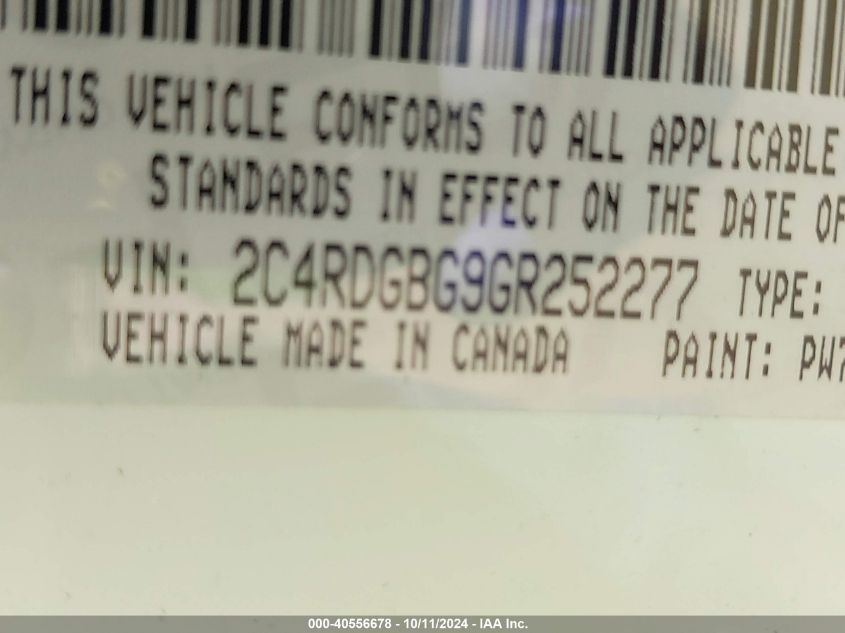 THIS VEHICLE CONFORMS TO ALL APPLICABLE
STANDARDS IN EFFECT ON THE DATE OF
VIN: 2C4RDGBG9GR252277 TYPE:
VEHICLE MADE IN CANADA PAINT: PW7
000-40556678 - 10/11/2024 - IAA Inc.